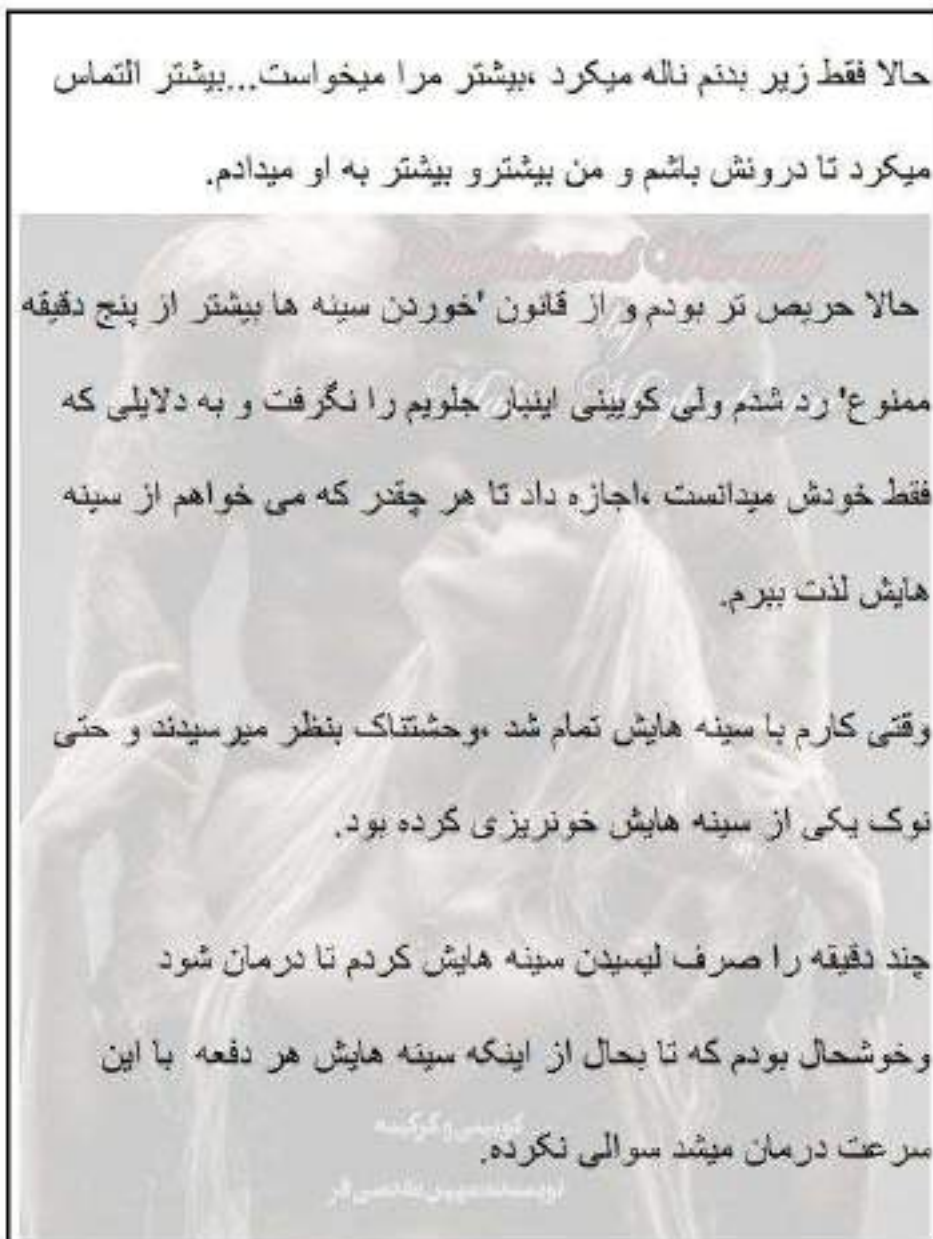 حالا فقط زیر بدنم ناله میکرد ،بیشتر مرا میخواست...بیشتر التماس
میکرد تا درونش باشم و من بیشترو بیشتر به او میدادم.
حالا حریص تر بودم و از قانون 'خوردن سینه ها بیشتر از پنج دقیقه
ممنوع' رد شدم ولی کویینی اینبار جلویم را نگرفت و به دلایلی که
فقط خودش میدانست ،اجازه داد تا هر چقدر که می خواهم از سینه
هایش لذت ببرم.
وقتی کارم با سینه هایش تمام شد ،وحشتناک بنظر میرسیدند و حتی
نوک یکی از سینه هایش خونریزی کرده بود.
چند دقیقه را صرف لیسیدن سینه هایش کردم تا درمان شود
وخوشحال بودم که تا بحال از اینکه سینه هایش هر دفعه با این
سرعت درمان میشد سوالی نکرده.
کویینی و گرگینه